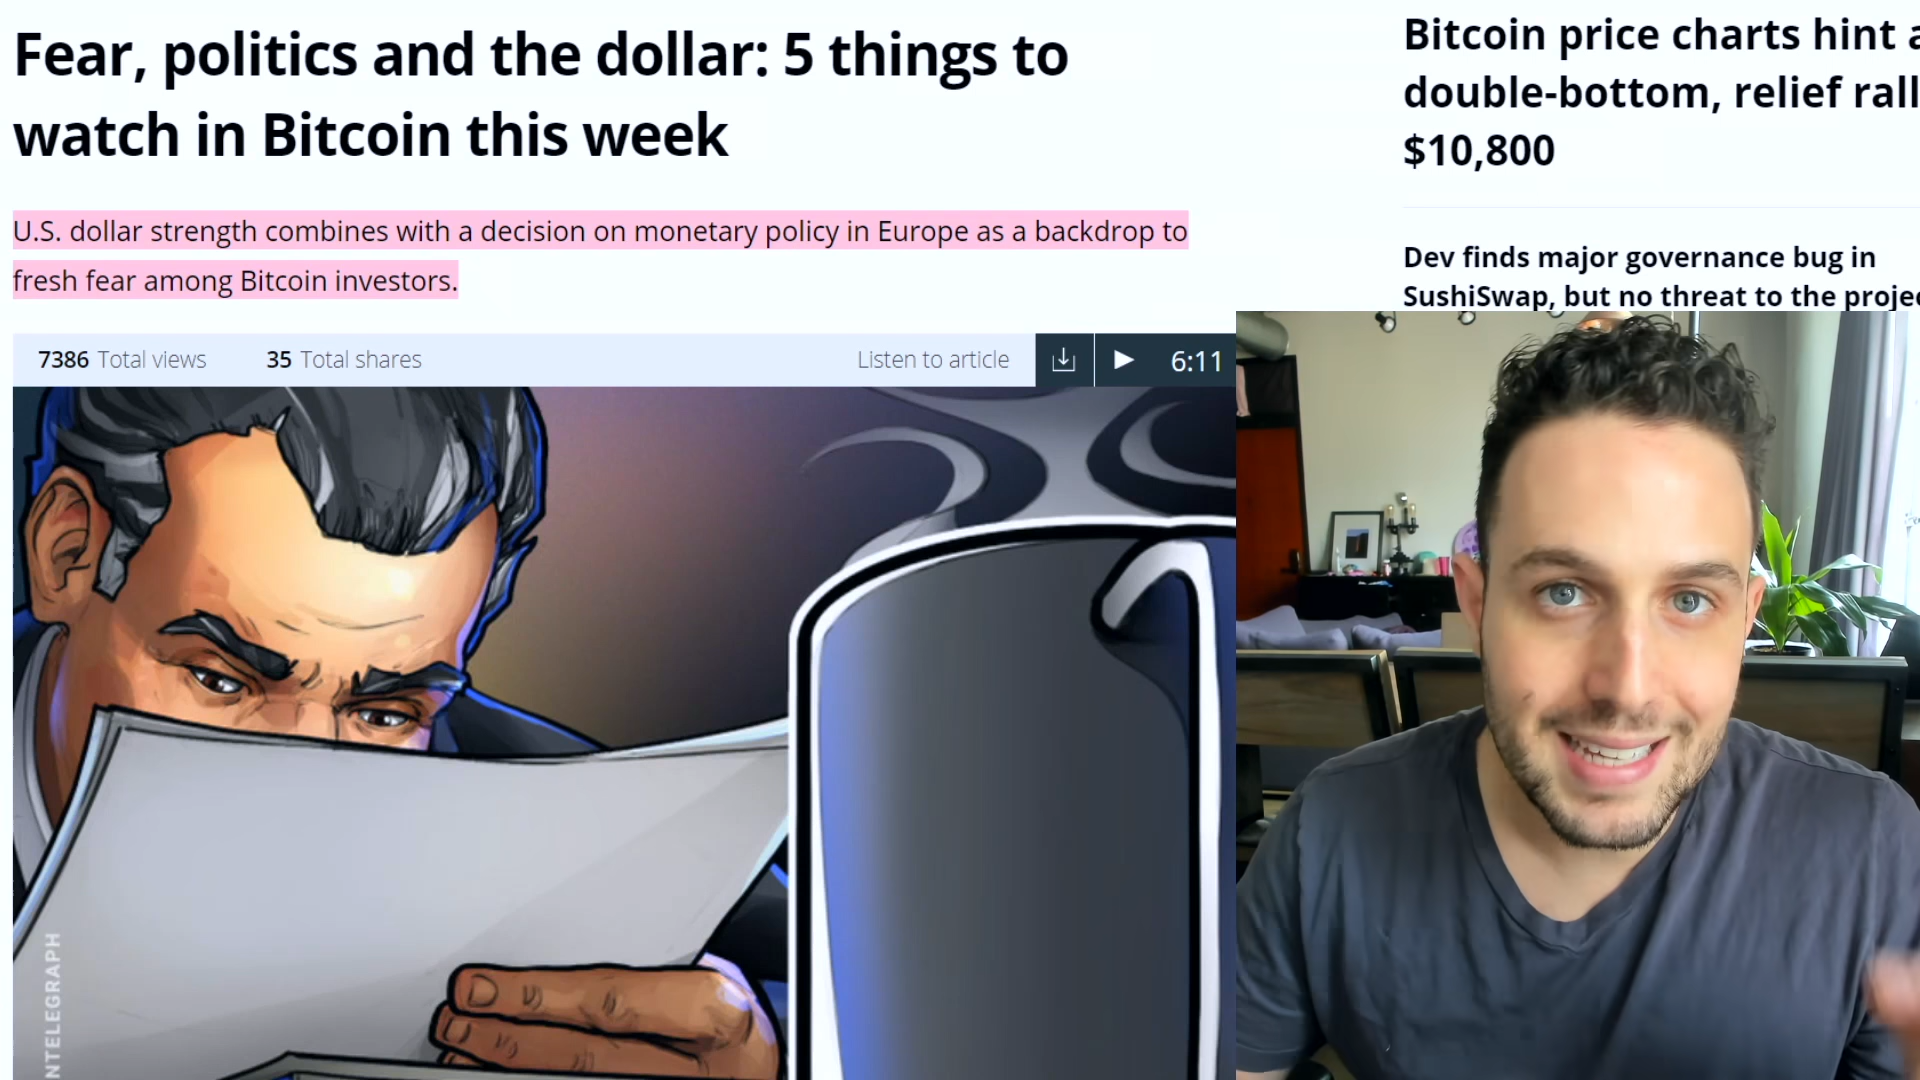 Fear, politics and the dollar: 5 things to
watch in Bitcoin this week
U.S. dollar strength combines with a decision on monetary policy in Europe as a backdrop to
fresh fear among Bitcoin investors.
7386 Total views 35 Total shares Listen to article 6:11
NTELEGRAPH
Bitcoin price charts hint a
double-bottom, relief rall
$10,800
Dev finds major governance bug in
SushiSwap, but no threat to the projec